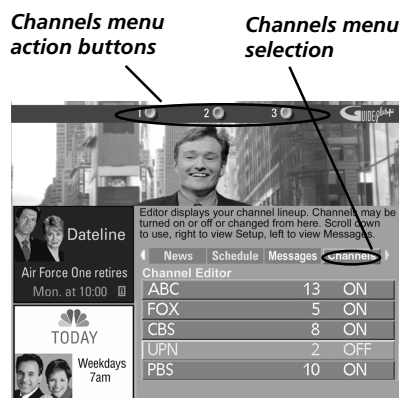 Channels menu
action buttons
Channels menu
selection
1 2 3 GUIDE Plus+
Editor displays your channel lineup. Channels may be
turned on or off or changed from here. Scroll down
to use, right to view Setup, left to view Messages.
Dateline
News Schedule Messages Channels
Air Force One retires
Mon. at 10:00
Channel Editor
ABC 13 ON
FOX 5 ON
CBS 8 ON
UPN 2 OFF
PBS 10 ON
TODAY
Weekdays
7am